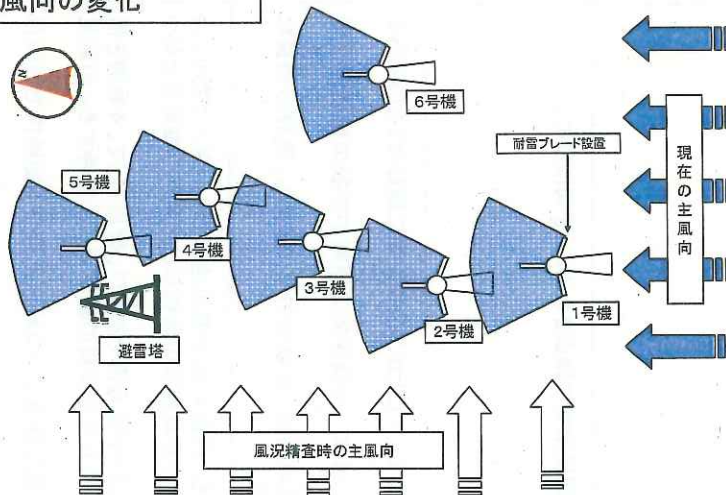 風向の変化
N
6号機
耐雷ブレード設置
現在の主風向
5号機
4号機
3号機
2号機
1号機
避雷塔
風況精査時の主風向